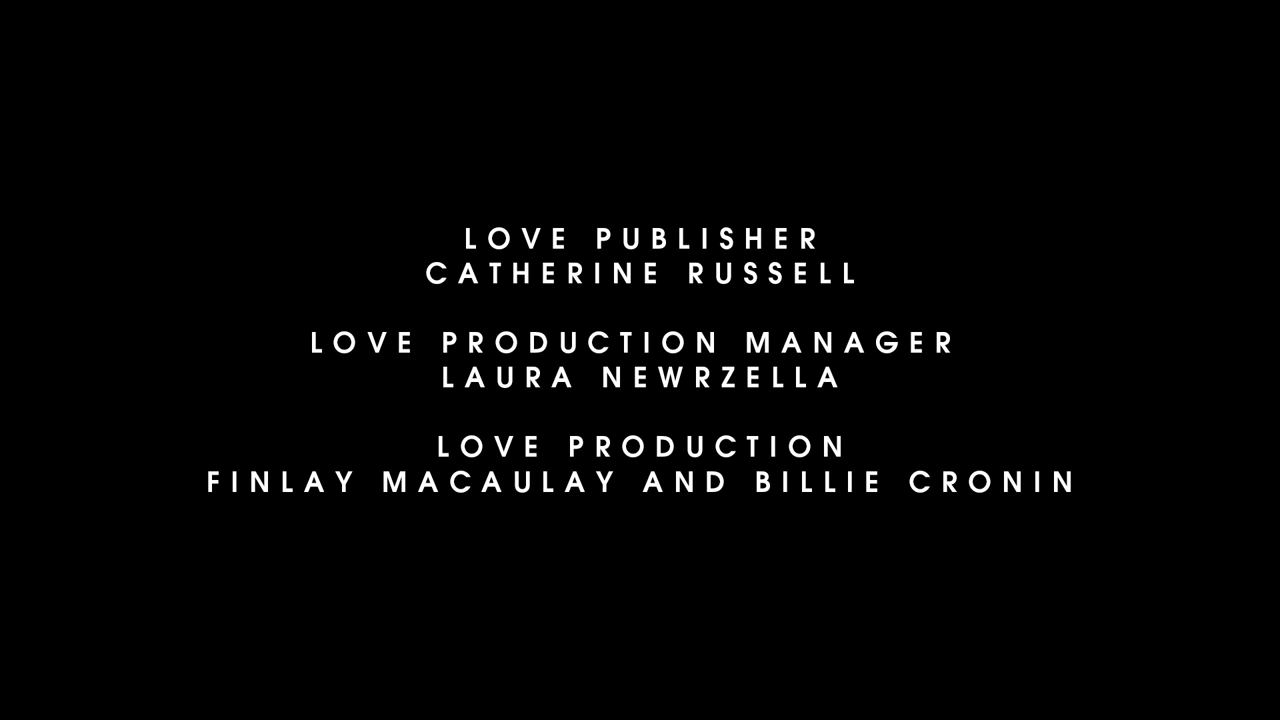 LOVE PUBLISHER
CATHERINE RUSSELL
LOVE PRODUCTION MANAGER
LAURA NEWRZELLA
LOVE PRODUCTION
FINLAY MACAULAY AND BILLIE CRONIN